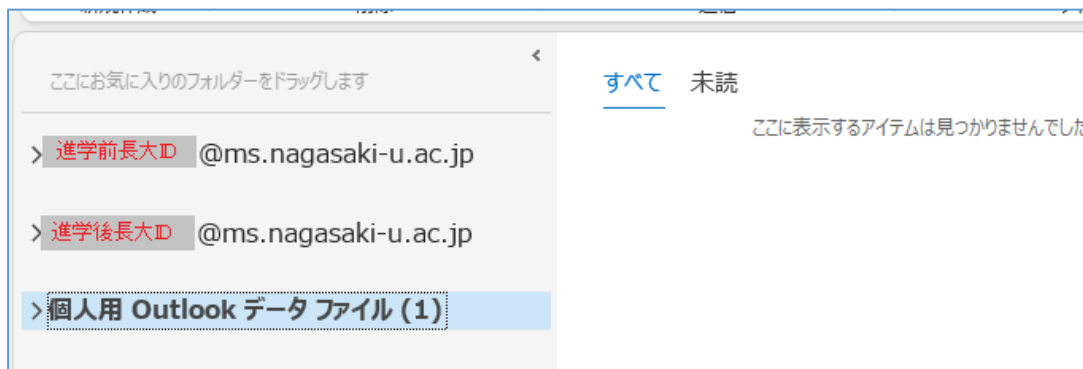 ここにお気に入りのフォルダーをドラッグします
すべて 未読
ここに表示するアイテムは見つかりませんでした
進学前長大ID @ms.nagasaki-u.ac.jp
進学後長大ID @ms.nagasaki-u.ac.jp
個人用 Outlook データ ファイル (1)